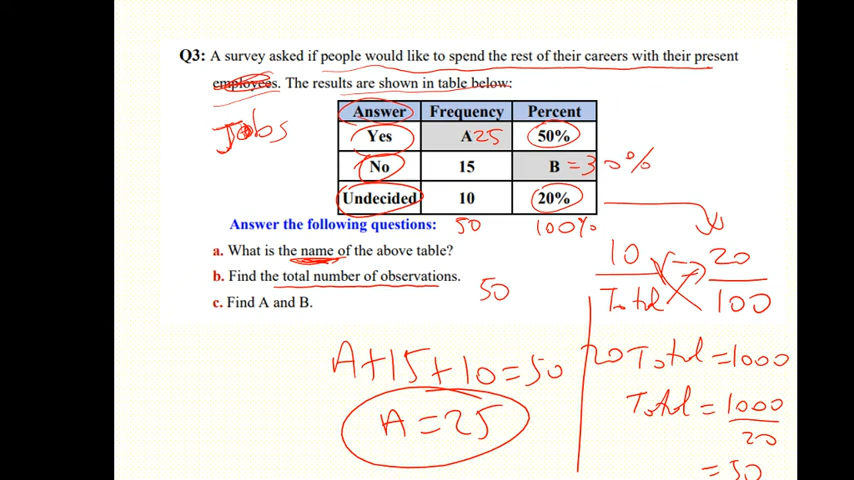 Q3: A survey asked if people would like to spend the rest of their careers with their present
employees. The results are shown in table below:
Jobs
Answer Frequency Percent
Yes A 25 50%
No 15 B = 30%
Undecided 10 20%
50 100%
Answer the following questions:
a. What is the name of the above table?
b. Find the total number of observations.
50
c. Find A and B.
10 / Total 20 / 100
A+15+10=50
A=25
20 Total = 1000
Total = 1000 / 20
= 50